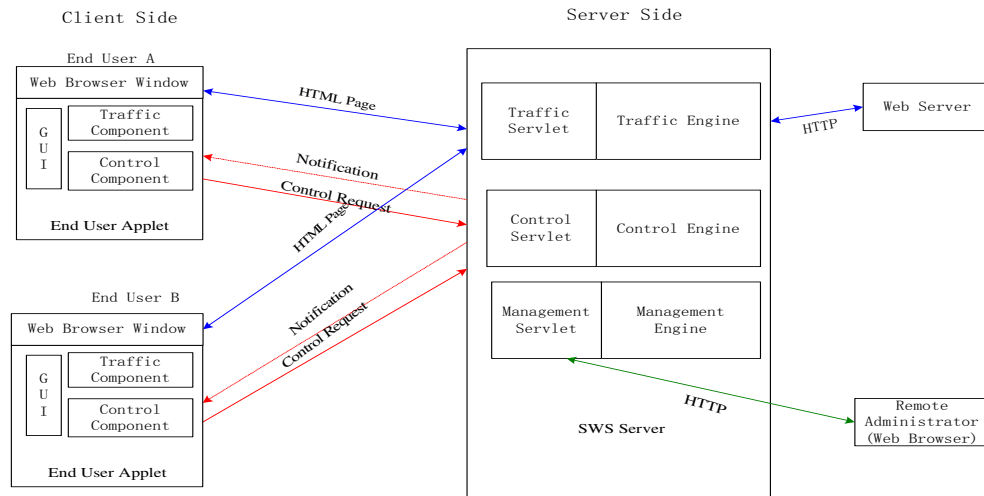 Client Side
Server Side
End User A
Web Browser Window
G
U
I
Traffic
Component
Control
Component
End User Applet
HTML Page
Notification
Control Request
HTML Page
Notification
Control Request
End User B
Web Browser Window
G
U
I
Traffic
Component
Control
Component
End User Applet
Traffic
Servlet
Traffic Engine
Control
Servlet
Control Engine
Management
Servlet
Management
Engine
SWS Server
HTTP
Web Server
HTTP
Remote
Administrator
(Web Browser)